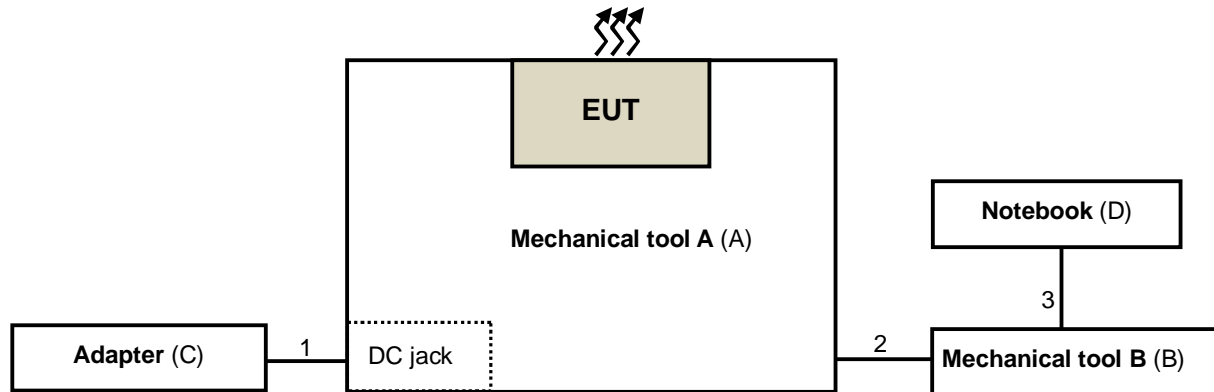 EUT
Notebook (D)
Mechanical tool A (A)
3
Adapter (C)
1
DC jack
2
Mechanical tool B (B)